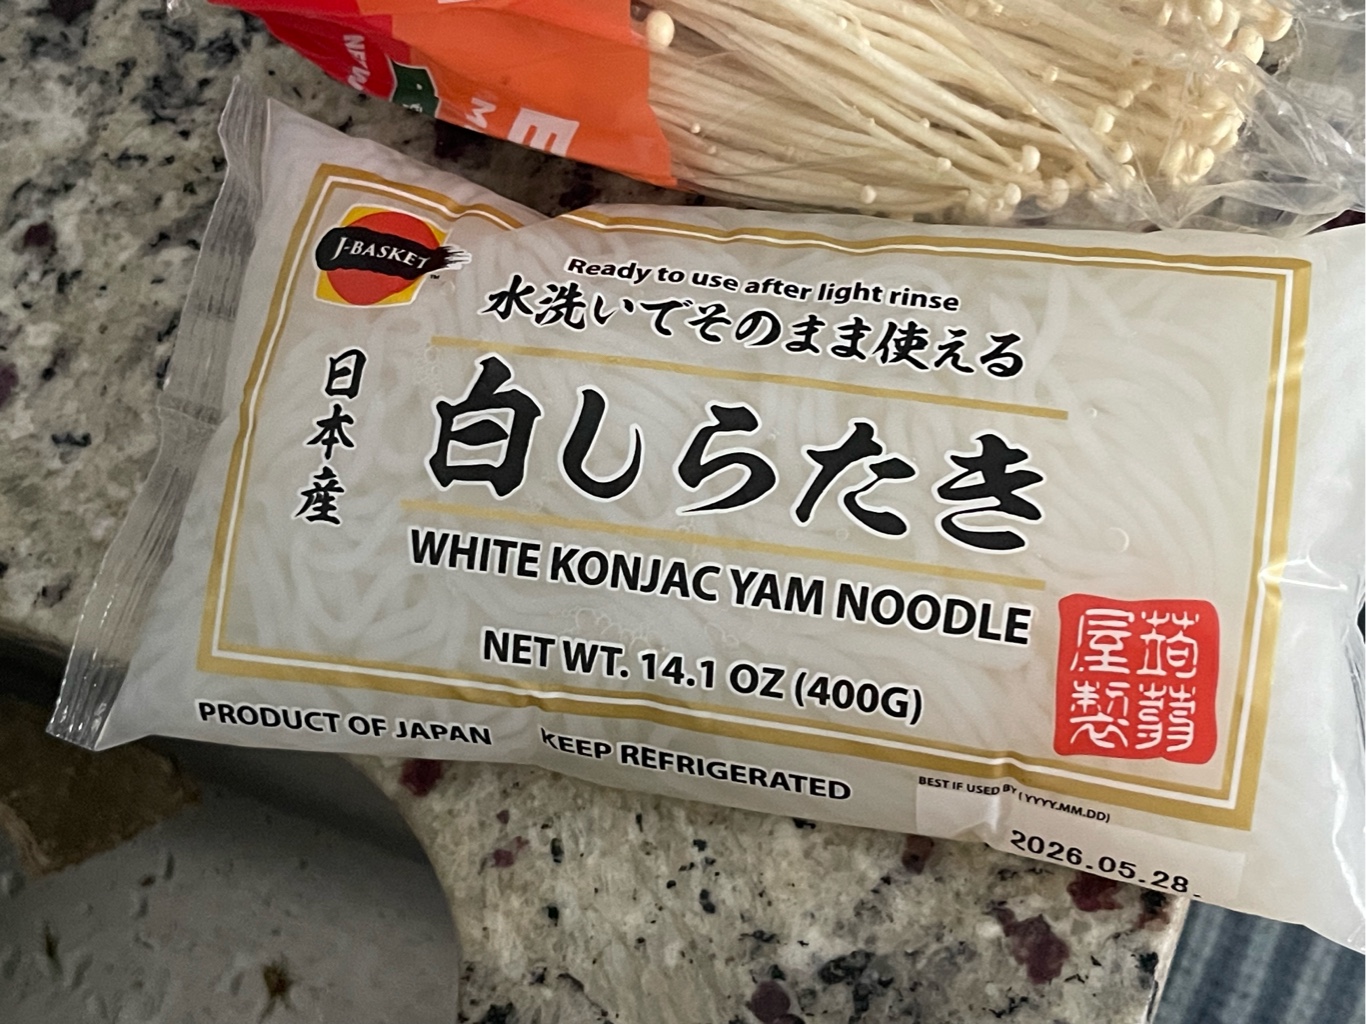 NEW
E
M
J-BASKET™
Ready to use after light rinse
水洗いでそのまま使える
日本産
白しらたき
WHITE KONJAC YAM NOODLE
NET WT. 14.1 OZ (400G)
蒟蒻
屋製
PRODUCT OF JAPAN
KEEP REFRIGERATED
BEST IF USED BY (YYYY.MM.DD)
2026.05.28.